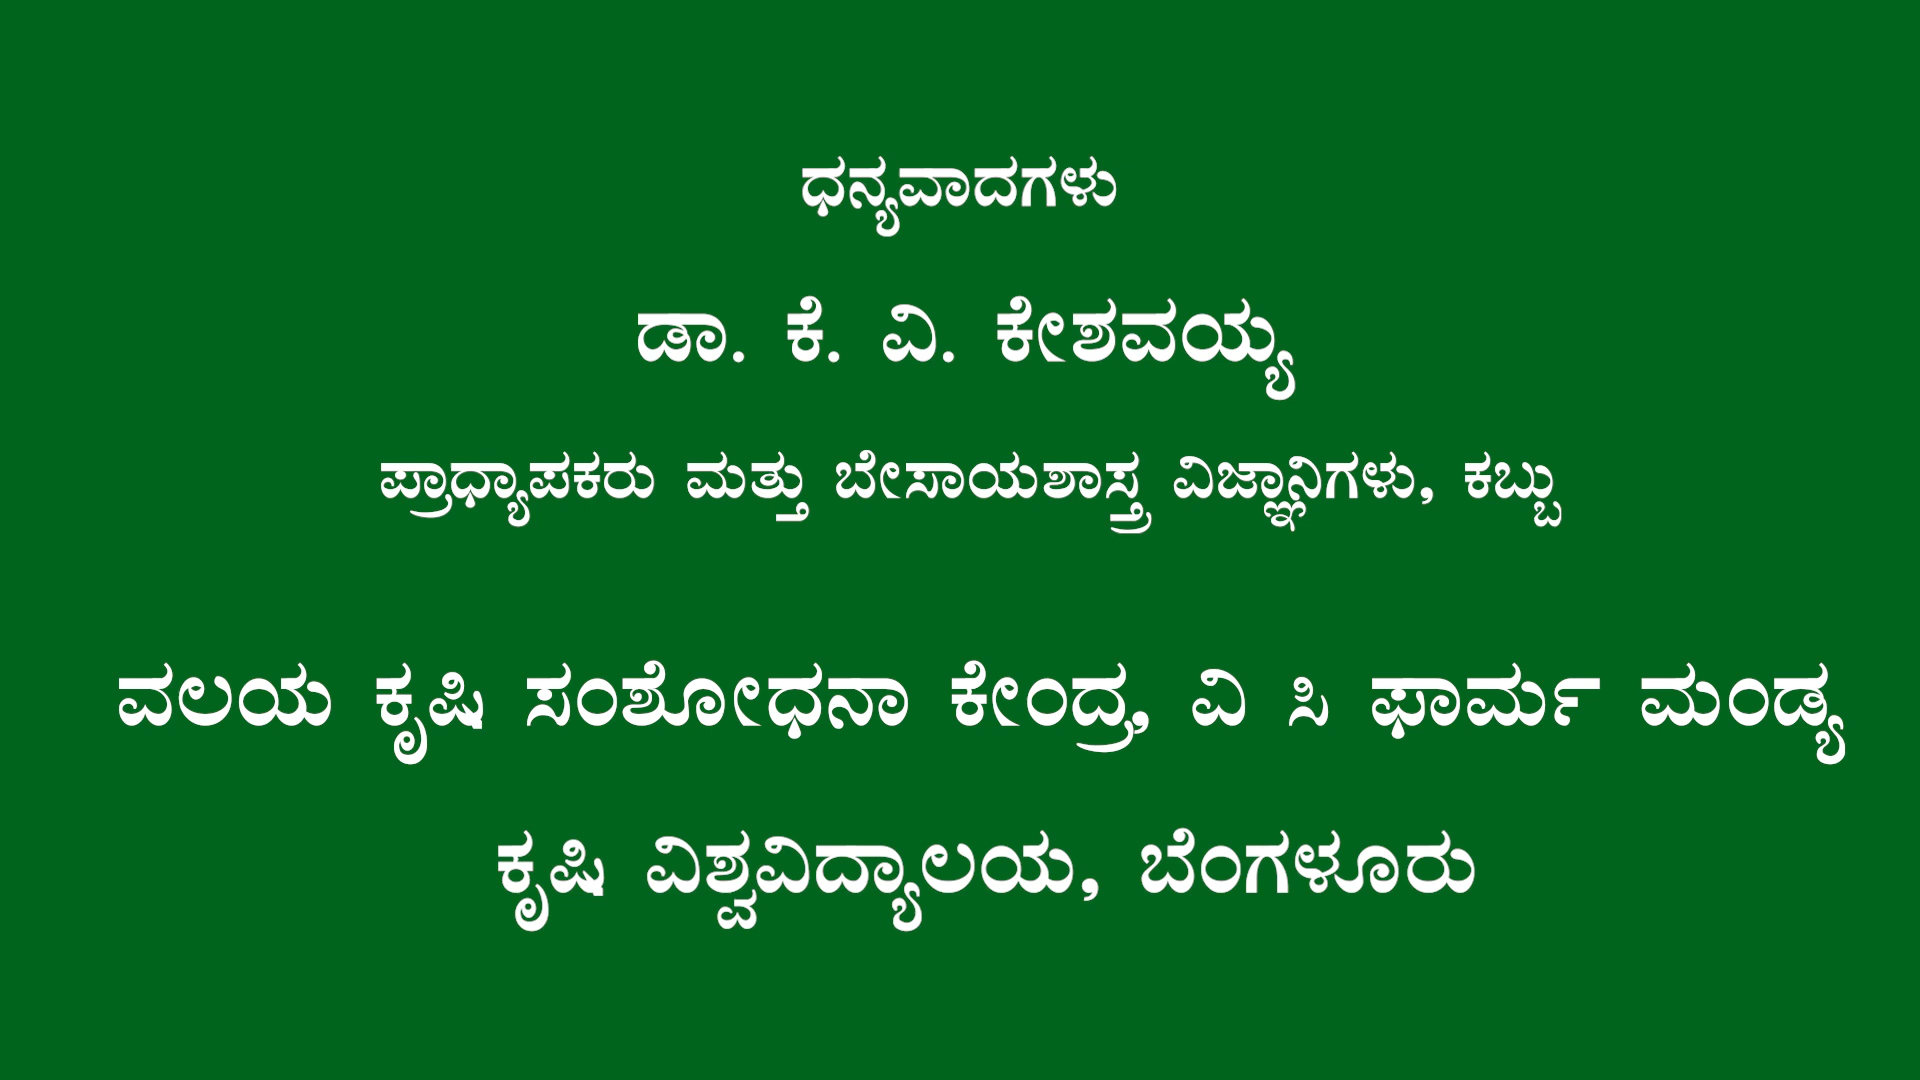 ಧನ್ಯವಾದಗಳು
ಡಾ. ಕೆ. ವಿ. ಕೇಶವಯ್ಯ
ಪ್ರಾಧ್ಯಾಪಕರು ಮತ್ತು ಬೇಸಾಯಶಾಸ್ತ್ರ ವಿಜ್ಞಾನಿಗಳು, ಕಬ್ಬು
ವಲಯ ಕೃಷಿ ಸಂಶೋಧನಾ ಕೇಂದ್ರ, ವಿ ಸಿ ಫಾರ್ಮ ಮಂಡ್ಯ
ಕೃಷಿ ವಿಶ್ವವಿದ್ಯಾಲಯ, ಬೆಂಗಳೂರು